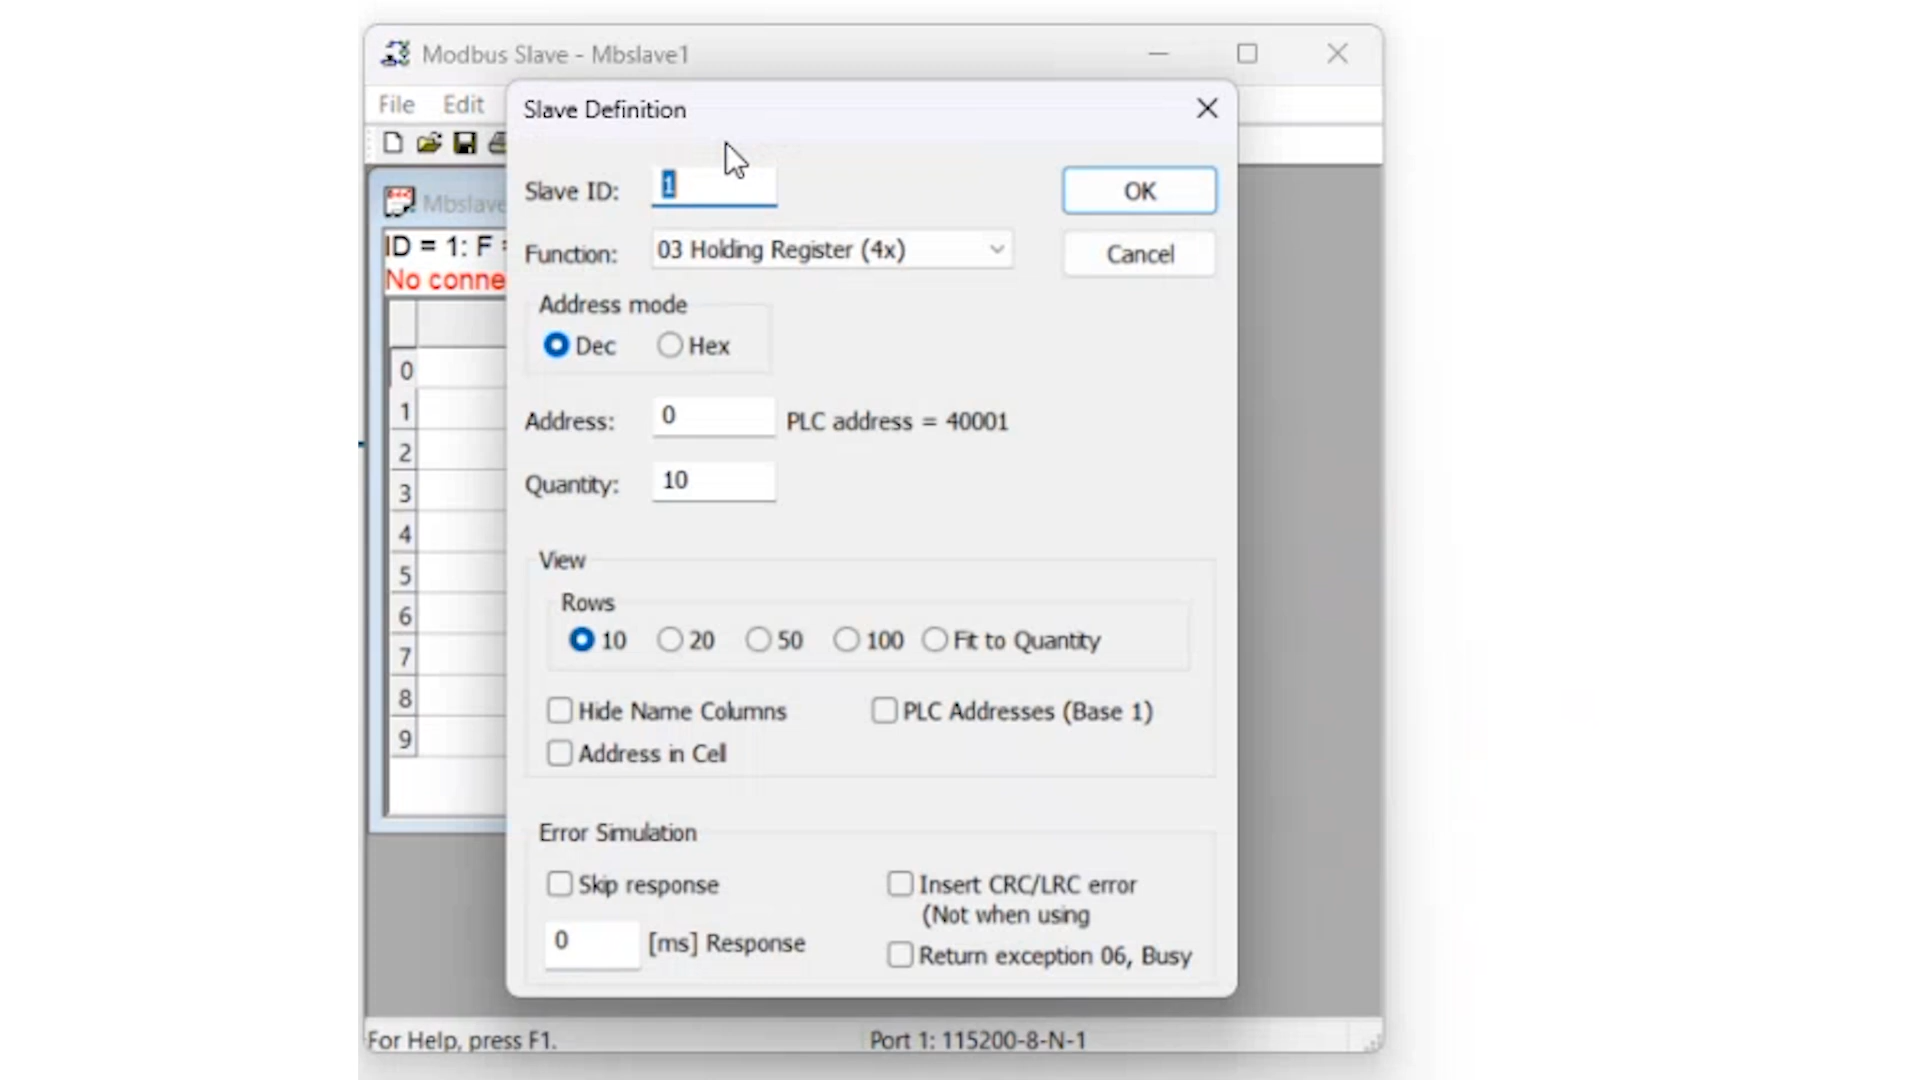 Modbus Slave - Mbslave1
File Edit
Slave Definition
Slave ID: 1
OK
Mbslave
ID = 1: F
Function: 03 Holding Register (4x)
Cancel
No conne
Address mode
Dec Hex
0
1
2
3
4
5
6
7
8
9
Address: 0 PLC address = 40001
Quantity: 10
View
Rows
10 20 50 100 Fit to Quantity
Hide Name Columns PLC Addresses (Base 1)
Address in Cell
Error Simulation
Skip response Insert CRC/LRC error
(Not when using
0 [ms] Response
Return exception 06, Busy
For Help, press F1. Port 1: 115200-8-N-1